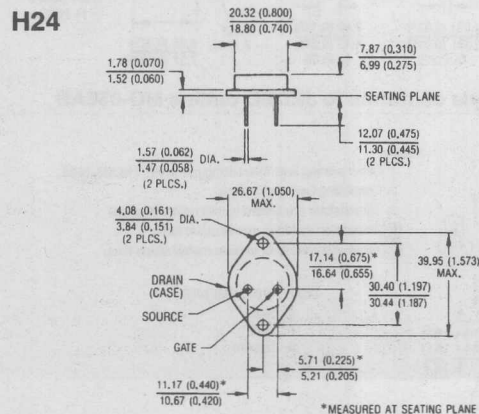 H24
20.32 (0.800)
18.80 (0.740)
7.87 (0.310)
6.99 (0.275)
1.78 (0.070)
1.52 (0.060)
SEATING PLANE
12.07 (0.475)
11.30 (0.445)
(2 PLCS.)
1.57 (0.062) DIA.
1.47 (0.058)
(2 PLCS.)
26.67 (1.050)
MAX.
4.08 (0.161) DIA.
3.84 (0.151)
(2 PLCS.)
17.14 (0.675)*
16.64 (0.655)
39.95 (1.573)
MAX.
DRAIN
(CASE)
30.40 (1.197)
30.44 (1.187)
SOURCE
GATE
5.71 (0.225)*
5.21 (0.205)
11.17 (0.440)*
10.67 (0.420)
*MEASURED AT SEATING PLANE